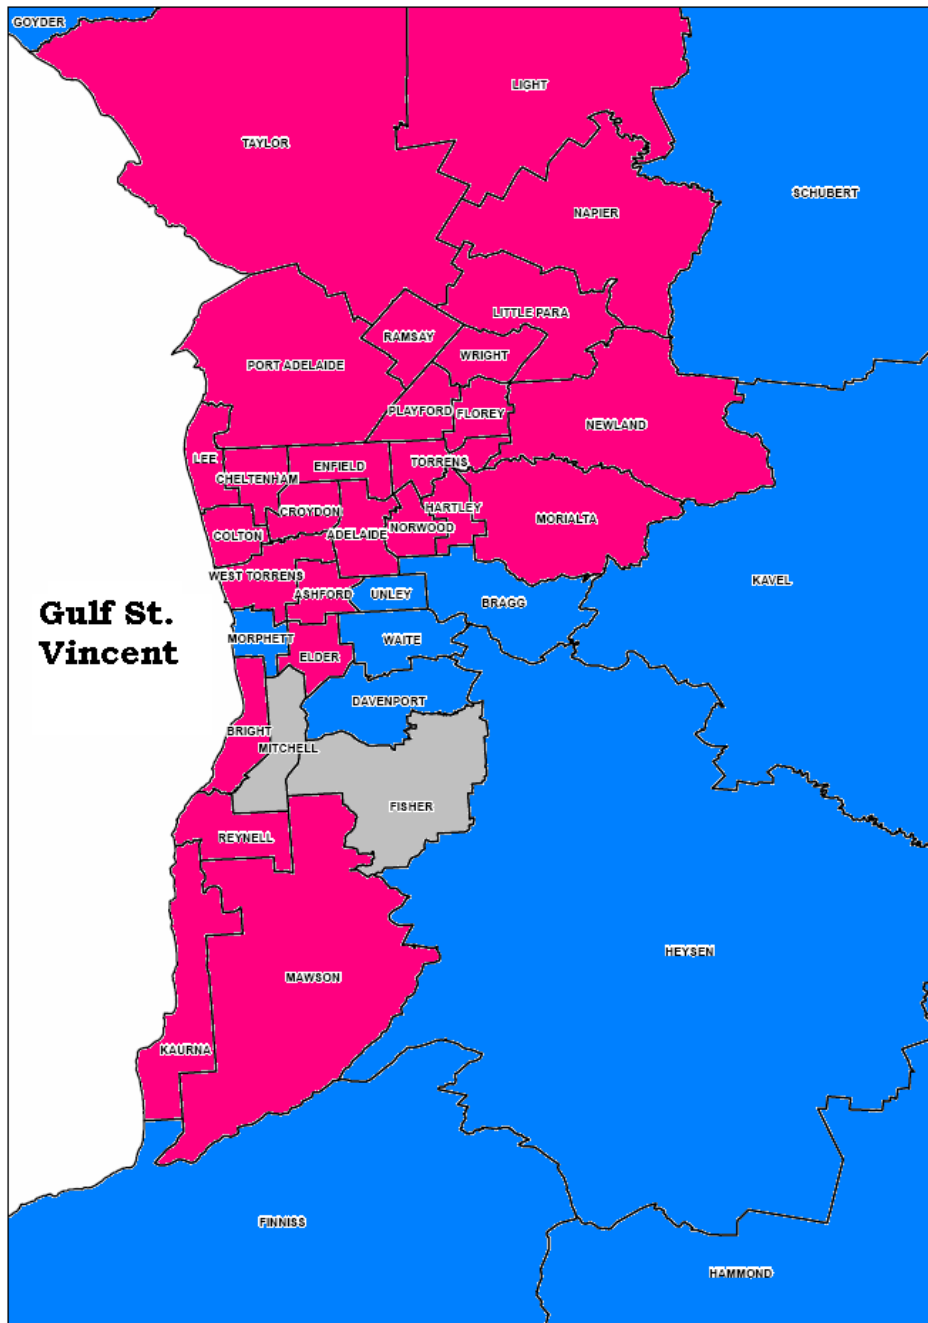 GOYDER
LIGHT
TAYLOR
SCHUBERT
NAPIER
LITTLE PARA
RAMSAY
WRIGHT
PORT ADELAIDE
PLAYFORD
FLOREY
NEWLAND
LEE
TORRENS
ENFIELD
CHELTENHAM
HARTLEY
CROYDON
MORIALTA
NORWOOD
COLTON
ADELAIDE
WEST TORRENS
KAVEL
ASHFORD
UNLEY
BRAGG
Gulf St.
Vincent
MORPHETT
WAITE
ELDER
DAVENPORT
BRIGHT
MITCHELL
FISHER
REYNELL
HEYSEN
MAWSON
KAURNA
FINNISS
HAMMOND